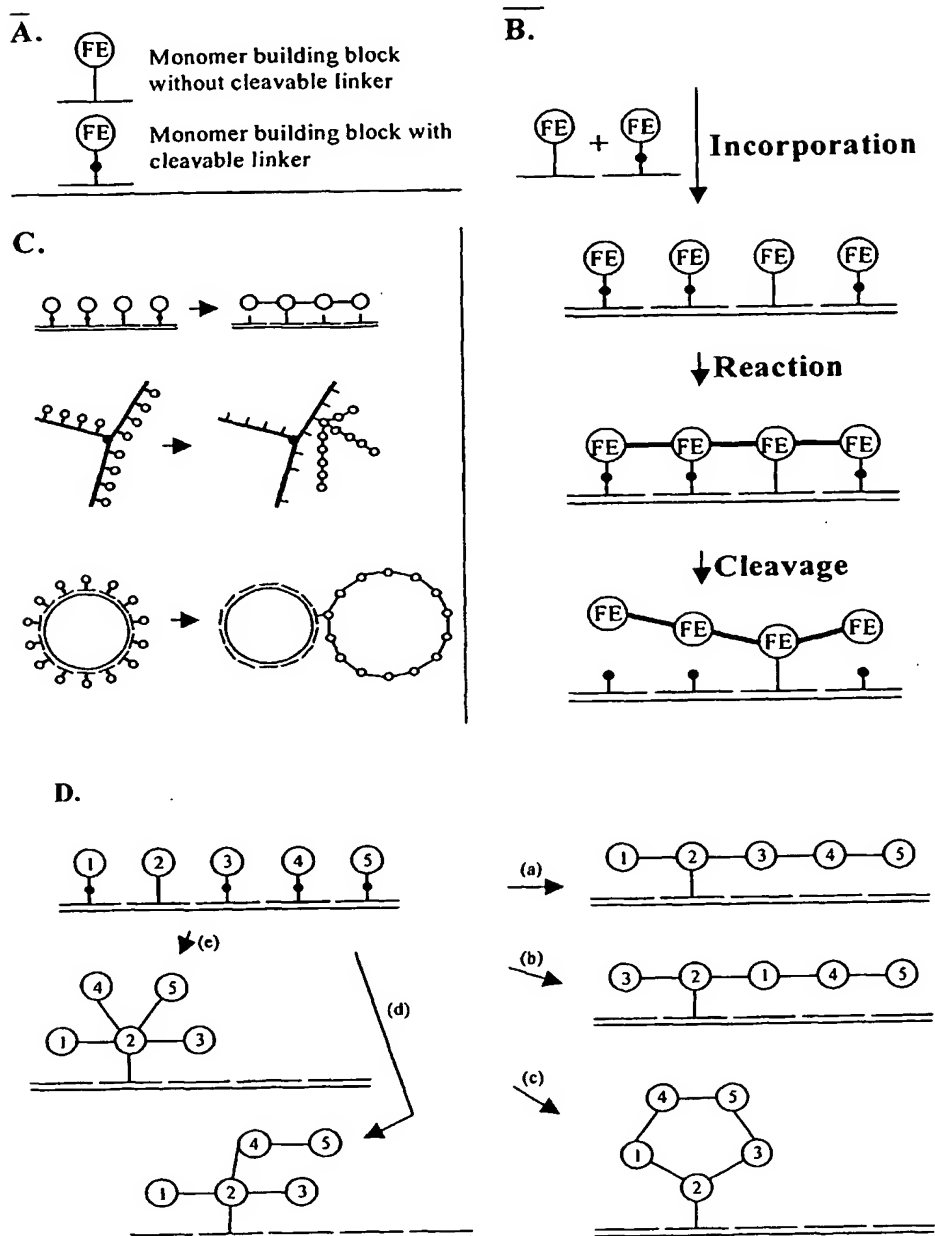 A.
FE
Monomer building block
without cleavable linker
FE
Monomer building block with
cleavable linker
B.
FE + FE
Incorporation
FE FE FE FE
Reaction
FE FE FE FE
Cleavage
FE FE FE FE
C.
D.
1 2 3 4 5
(a)
1 2 3 4 5
(b)
3 2 1 4 5
(c)
4 5
1 3
2
(d)
4 5
1 2 3
(e)
4 5
1 2 3